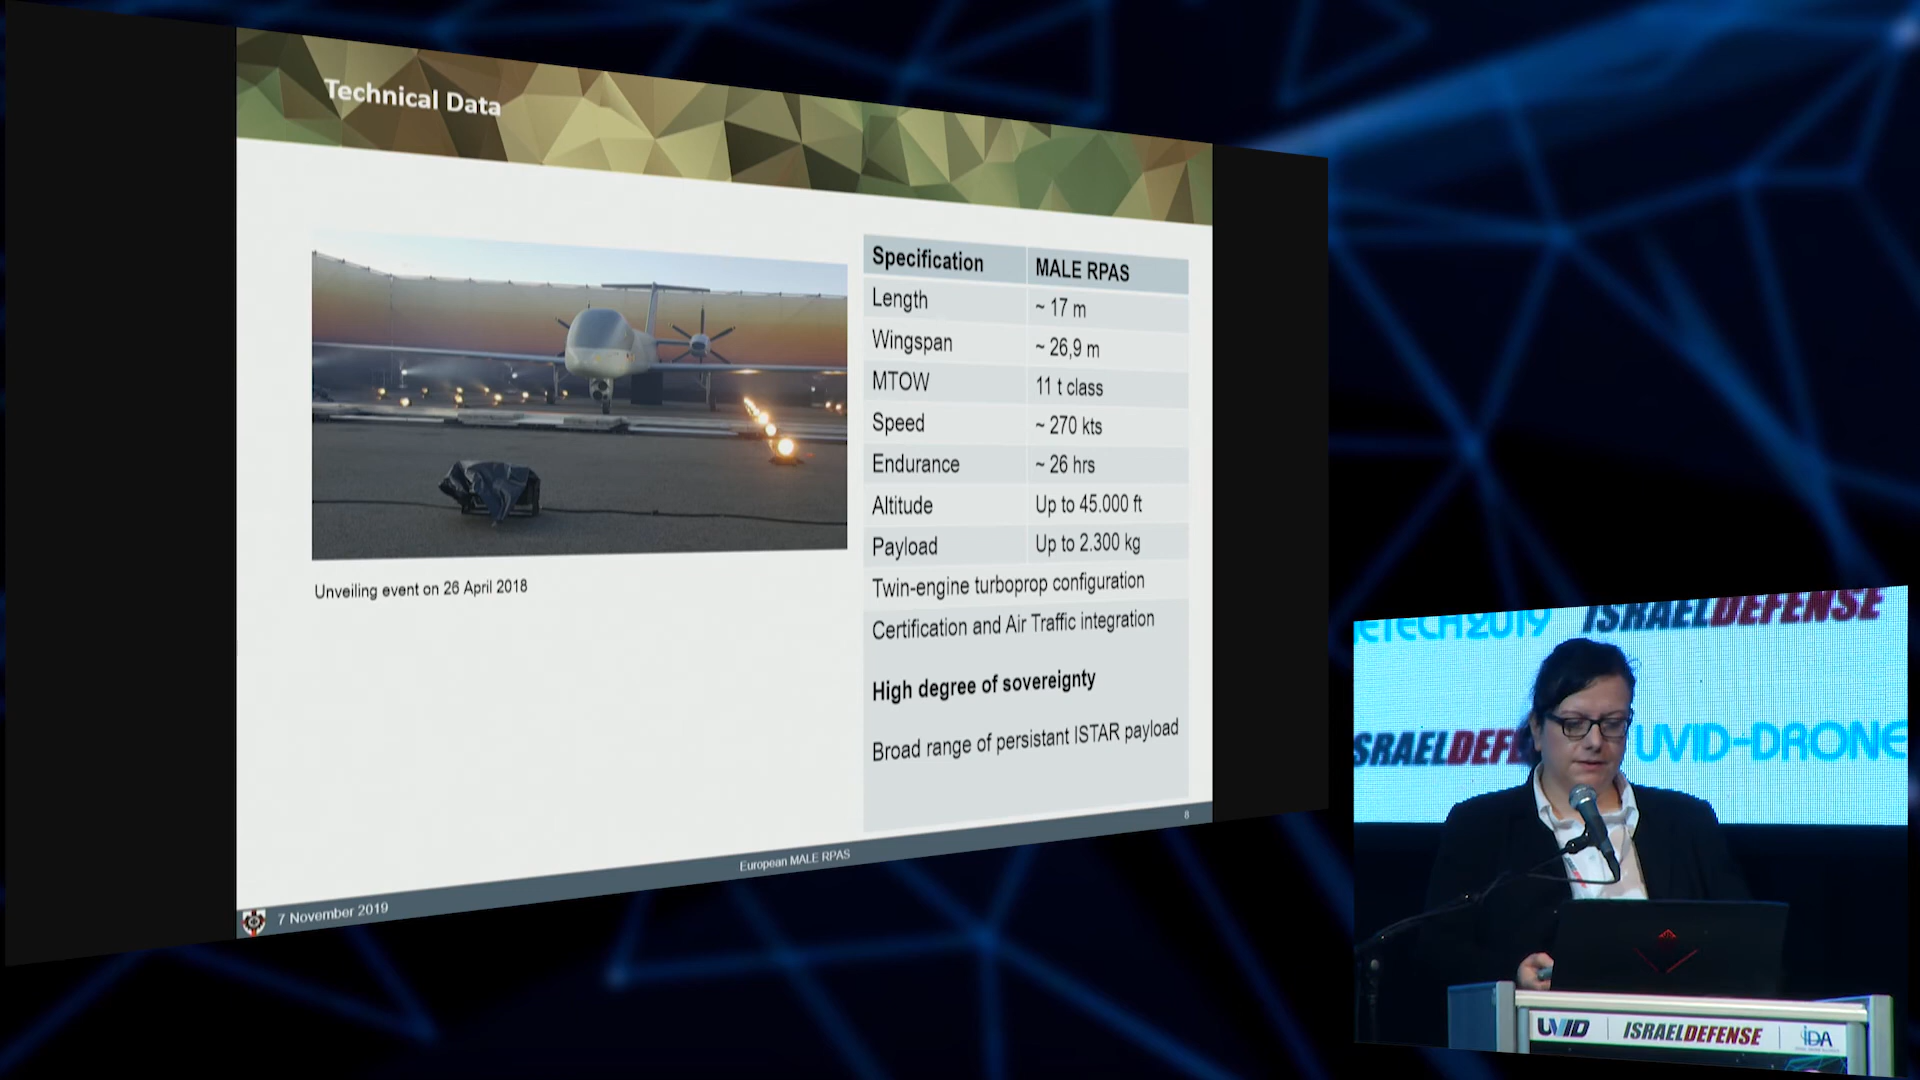 Technical Data
Specification MALE RPAS
Length ~ 17 m
Wingspan ~ 26,9 m
MTOW 11 t class
Speed ~ 270 kts
Endurance ~ 26 hrs
Altitude Up to 45.000 ft
Payload Up to 2.300 kg
Twin-engine turboprop configuration
Certification and Air Traffic integration
High degree of sovereignty
Broad range of persistant ISTAR payload
Unveiling event on 26 April 2018
8
European MALE RPAS
7 November 2019
ETECH2019 ISRAELDEFENSE
SRAELDEFE UVID-DRONE
UVID ISRAELDEFENSE iDA